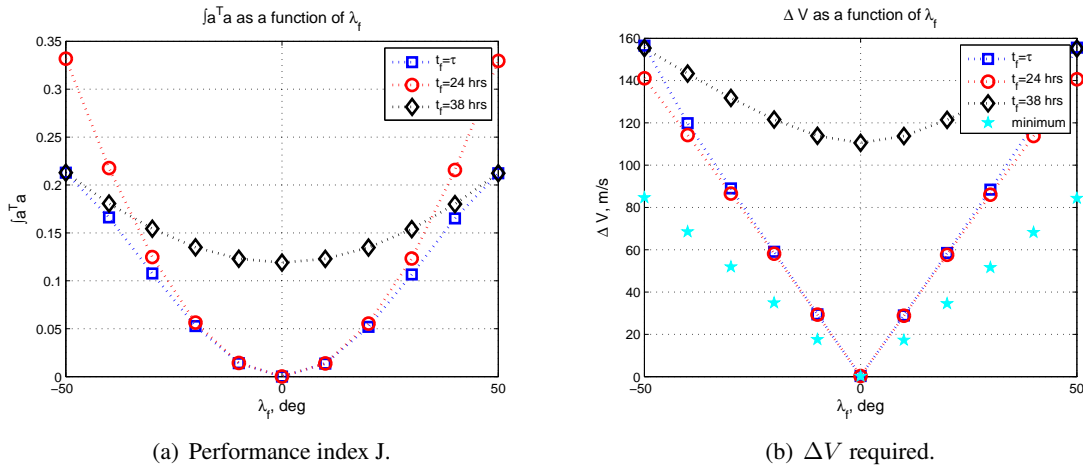 ∫aᵀa as a function of λ_f
0.35
0.3
0.25
0.2
0.15
0.1
0.05
0
∫aᵀa
−50
0
50
λ_f, deg
t_f=τ
t_f=24 hrs
t_f=38 hrs
(a) Performance index J.
Δ V as a function of λ_f
160
140
120
100
80
60
40
20
0
Δ V, m/s
−50
0
50
λ_f, deg
t_f=τ
t_f=24 hrs
t_f=38 hrs
minimum
(b) ΔV required.